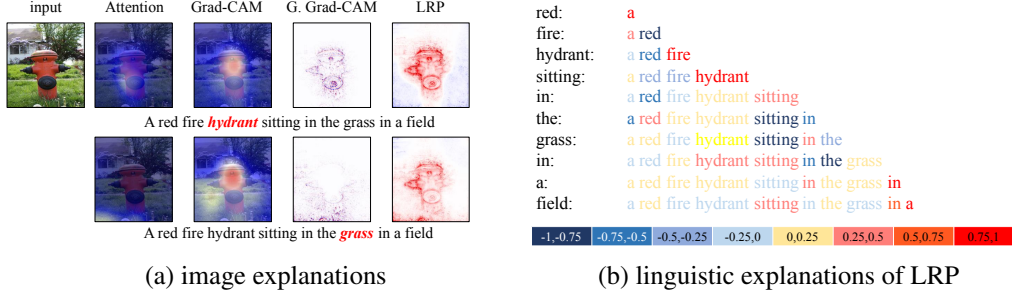 input Attention Grad-CAM G. Grad-CAM LRP
A red fire hydrant sitting in the grass in a field
A red fire hydrant sitting in the grass in a field
(a) image explanations
red: a
fire: a red
hydrant: a red fire
sitting: a red fire hydrant
in: a red fire hydrant sitting
the: a red fire hydrant sitting in
grass: a red fire hydrant sitting in the
in: a red fire hydrant sitting in the grass
a: a red fire hydrant sitting in the grass in
field: a red fire hydrant sitting in the grass in a
-1,-0.75 -0.75,-0.5 -0.5,-0.25 -0.25,0 0,0.25 0.25,0.5 0.5,0.75 0.75,1
(b) linguistic explanations of LRP